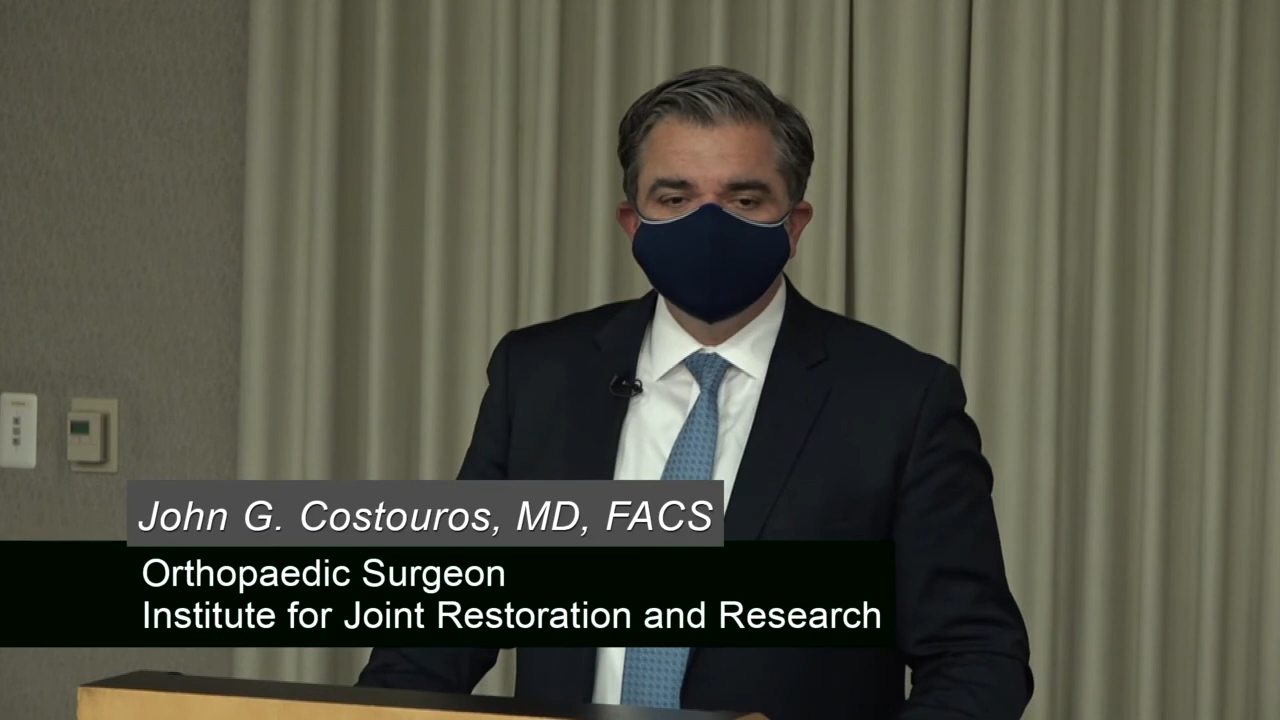 John G. Costouros, MD, FACS
Orthopaedic Surgeon
Institute for Joint Restoration and Research